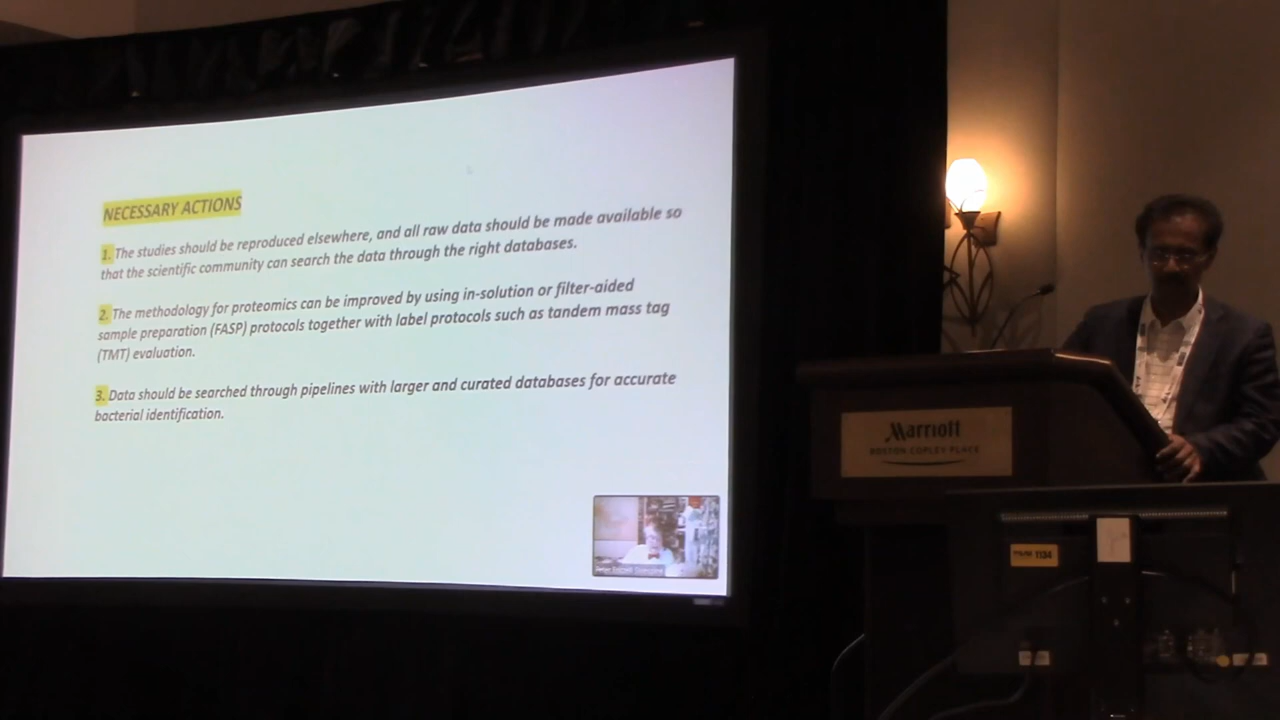 NECESSARY ACTIONS
1. The studies should be reproduced elsewhere, and all raw data should be made available so
that the scientific community can search the data through the right databases.
2. The methodology for proteomics can be improved by using in-solution or filter-aided
sample preparation (FASP) protocols together with label protocols such as tandem mass tag
(TMT) evaluation.
3. Data should be searched through pipelines with larger and curated databases for accurate
bacterial identification.
Marriott
BOSTON COPLEY PLACE
1134